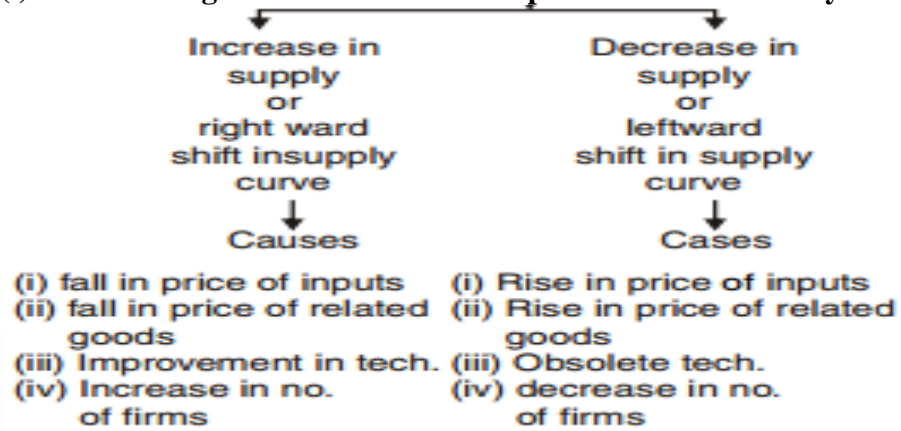 Increase in
supply
or
right ward
shift insupply
curve
Causes
(i) fall in price of inputs
(ii) fall in price of related
goods
(iii) Improvement in tech.
(iv) Increase in no.
of firms
Decrease in
supply
or
leftward
shift in supply
curve
Cases
(i) Rise in price of inputs
(ii) Rise in price of related
goods
(iii) Obsolete tech.
(iv) decrease in no.
of firms